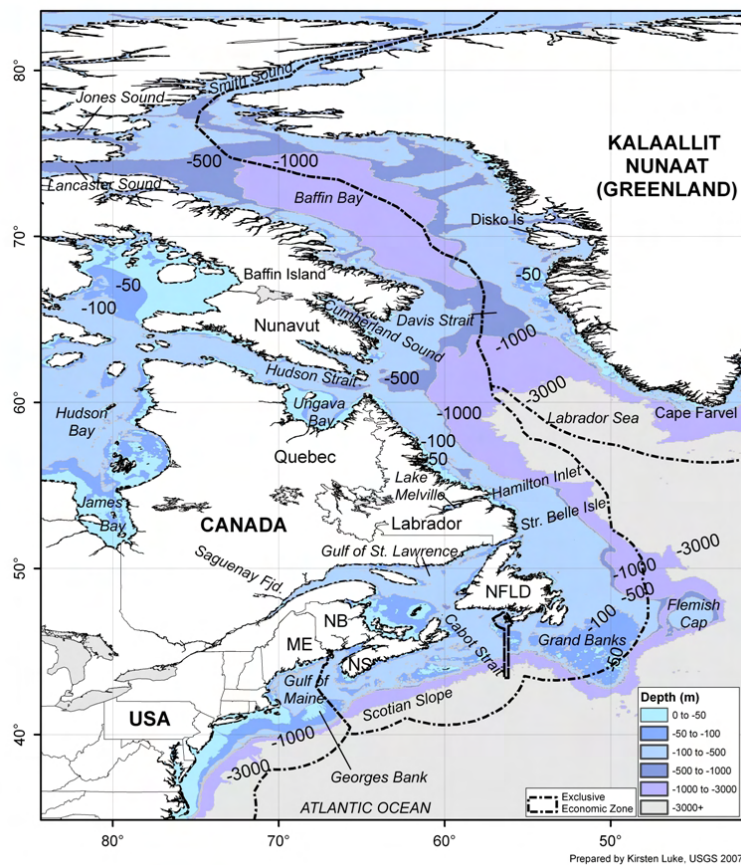 80°
Smith Sound
Jones Sound
-500
-1000
KALAALLIT
NUNAAT
(GREENLAND)
Lancaster Sound
Baffin Bay
Disko Is
70°
-50
-100
Baffin Island
-50
Nunavut
Cumberland Sound
Davis Strait
-1000
Hudson Strait
-500
-3000
60°
Ungava
Bay
-1000
Labrador Sea
Cape Farvel
Hudson
Bay
Quebec
-100
-50
Lake
Melville
Hamilton Inlet
James
Bay
CANADA
Labrador
Str. Belle Isle
Gulf of St. Lawrence
-3000
50°
Saguenay Fjd.
-1000
-500
NFLD
-100
Flemish
Cap
NB
ME
Cabot Strait
Grand Banks
-50
NS
Gulf of
Maine
Scotian Slope
USA
40°
-1000
-3000
Georges Bank
ATLANTIC OCEAN
Depth (m)
0 to -50
-50 to -100
-100 to -500
-500 to -1000
-1000 to -3000
-3000+
Exclusive
Economic Zone
80°
70°
60°
50°
Prepared by Kirsten Luke, USGS 2007